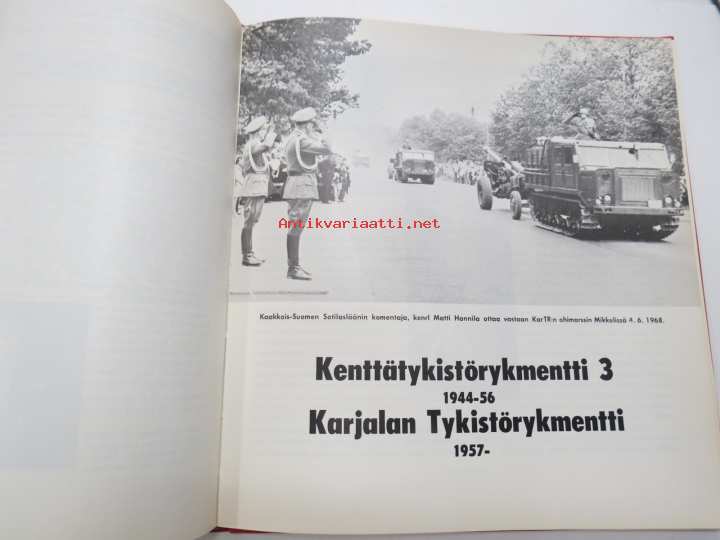 Antikvariaatti.net
Kaakkois-Suomen Sotilasläänin komentaja, kenrl Matti Hannila ottaa vastaan KarTR:n ohimarssin Mikkelissä 4. 6. 1968.
Kenttätykistörykmentti 3
1944-56
Karjalan Tykistörykmentti
1957-